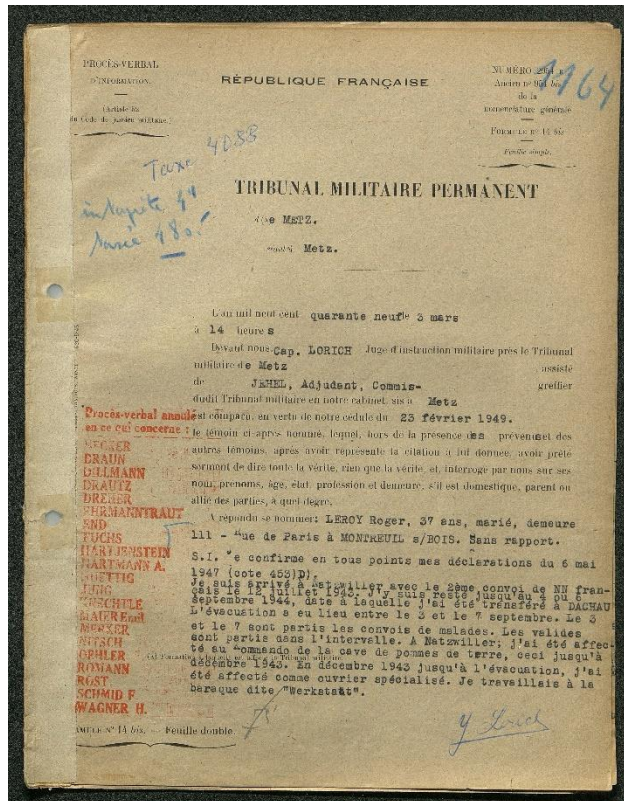 PROCÈS-VERBAL
D'INFORMATION.
(Article
du Code de justice militaire.)
RÉPUBLIQUE FRANÇAISE
NUMÉRO
Ancien n° bis
de la
nomenclature générale
FORMULE N° 14 bis
Feuille simple.
1164
Taxe 4083
TRIBUNAL MILITAIRE PERMANENT
de METZ.
Metz.
L'an mil neuf cent quarante neuf le 3 mars
à 14 heures
Devant nous Cap. LORICH Juge d'instruction militaire près le Tribunal
militaire de Metz assisté
de JEHEL, Adjudant, Commis- greffier
dudit Tribunal militaire en notre cabinet, sis à Metz
est comparu, en vertu de notre cédule du 23 février 1949.
le témoin ci-après nommé, lequel, hors de la présence des prévenus et des
autres témoins, après avoir représenté la citation à lui donnée, avoir prêté
serment de dire toute la vérité, rien que la vérité, et, interrogé par nous sur ses
nom, prénoms, âge, état, profession et demeure, s'il est domestique, parent ou
allié des parties, à quel degré,
A répondu se nommer: LEROY Roger, 37 ans, marié, demeure
111 - rue de Paris à MONTREUIL s/BOIS. Sans rapport.
S.I. Je confirme en tous points mes déclarations du 6 mai
1947 (cote 453)D).
Je suis arrivé à Natzwiller avec le 2ème convoi de NN fran-
çais le 12 juillet 1943. J'y suis resté jusqu'au 4 ou 6
septembre 1944, date à laquelle j'ai été transféré à DACHAU
L'évacuation a eu lieu entre le 3 et le 7 septembre. Le 3
et le 7 sont partis les convois de malades. Les valides
sont partis dans l'intervalle. A Natzwiller; j'ai été affec-
té au commando de la cave de pommes de terre, ceci jusqu'à
décembre 1943. En décembre 1943 jusqu'à l'évacuation, j'ai
été affecté comme ouvrier spécialisé. Je travaillais à la
baraque dite "Werkstatt".
Procès-verbal annulé
en ce qui concerne :
BECKER
DRAUN
DILLMANN
DRAUTZ
DREHER
EHRMANNTRAUT
FUCHS
HARTJENSTEIN
HARTMANN A.
JUNG
MAIER Emil
MERKER
NITSCH
OEHLER
ROMANN
ROST
SCHMID F.
WAGNER H.
N° 14 bis. — Feuille double.